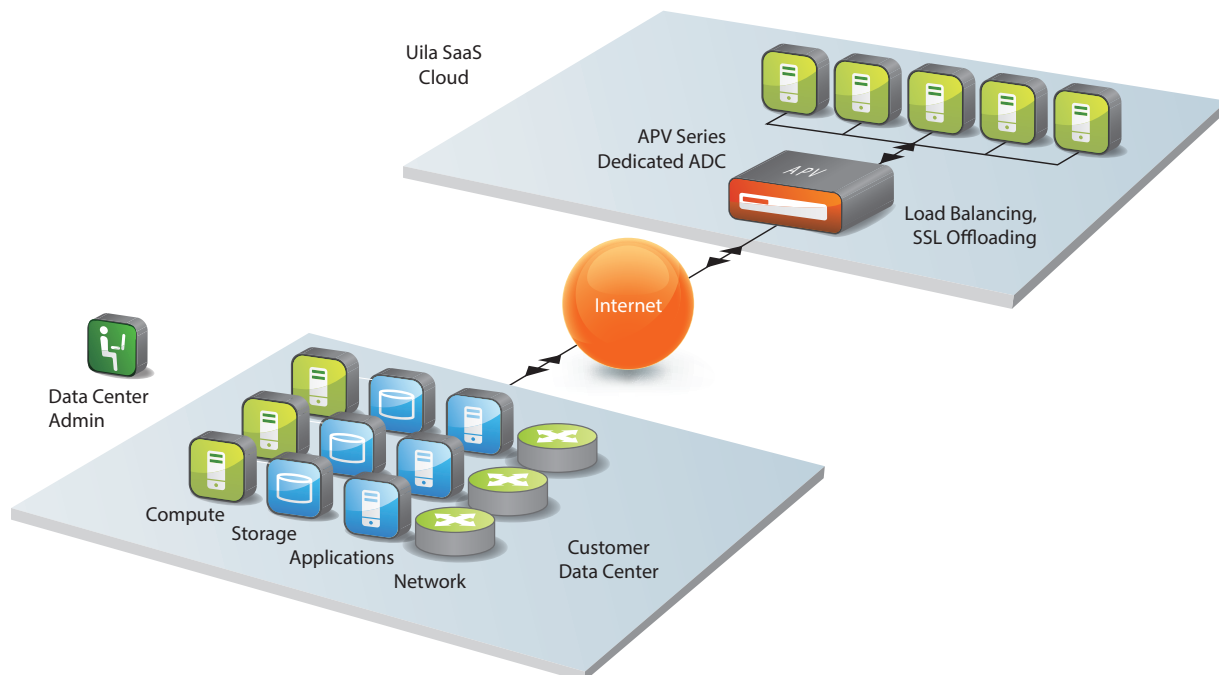 Uila SaaS
Cloud
APV Series
Dedicated ADC
APV
Load Balancing,
SSL Offloading
Internet
Data Center
Admin
Compute
Storage
Applications
Network
Customer
Data Center